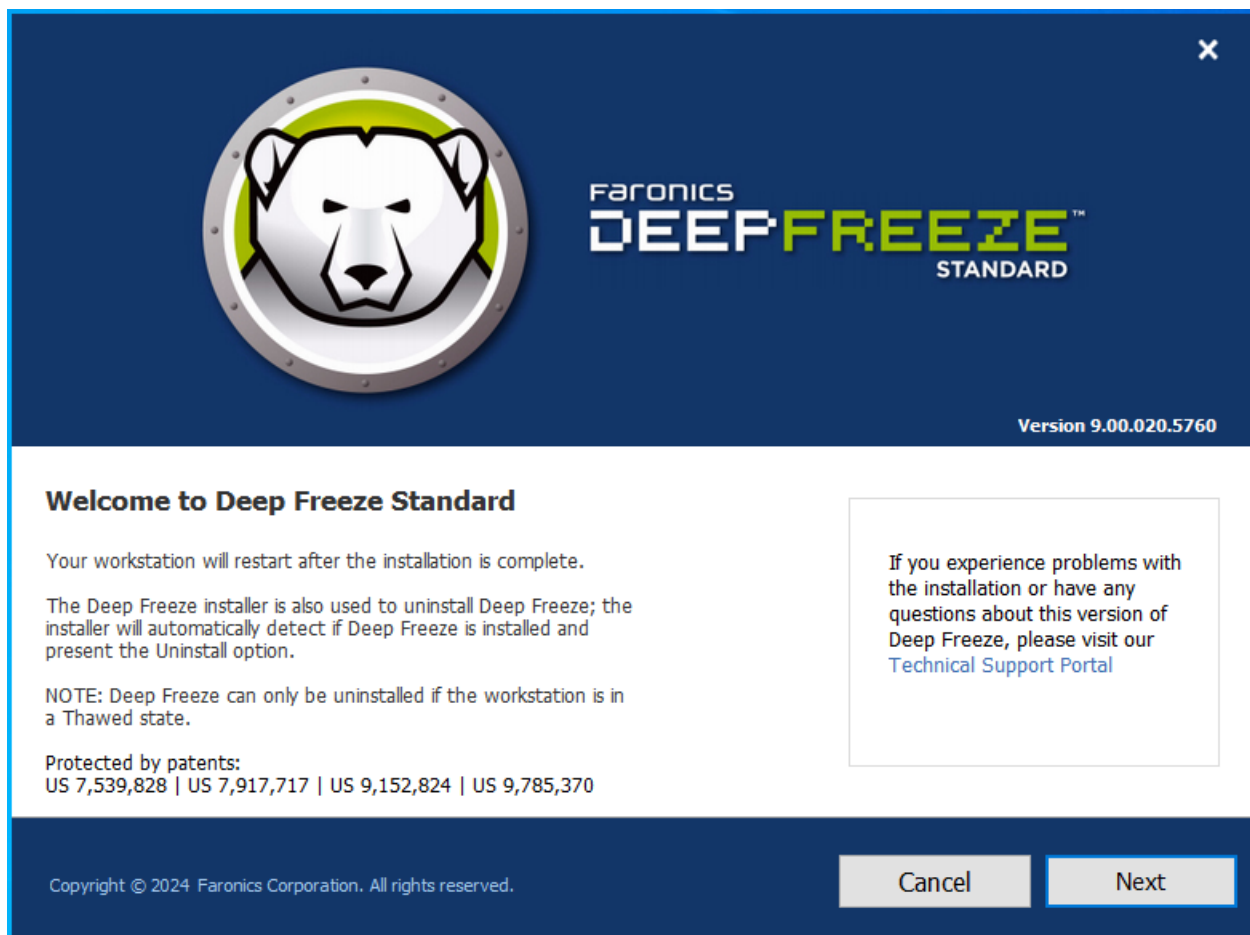 Faronics
DEEPFREEZE™
STANDARD
Version 9.00.020.5760
Welcome to Deep Freeze Standard
Your workstation will restart after the installation is complete.
The Deep Freeze installer is also used to uninstall Deep Freeze; the
installer will automatically detect if Deep Freeze is installed and
present the Uninstall option.
NOTE: Deep Freeze can only be uninstalled if the workstation is in
a Thawed state.
Protected by patents:
US 7,539,828 | US 7,917,717 | US 9,152,824 | US 9,785,370
If you experience problems with
the installation or have any
questions about this version of
Deep Freeze, please visit our
Technical Support Portal
Copyright © 2024 Faronics Corporation. All rights reserved.
Cancel
Next